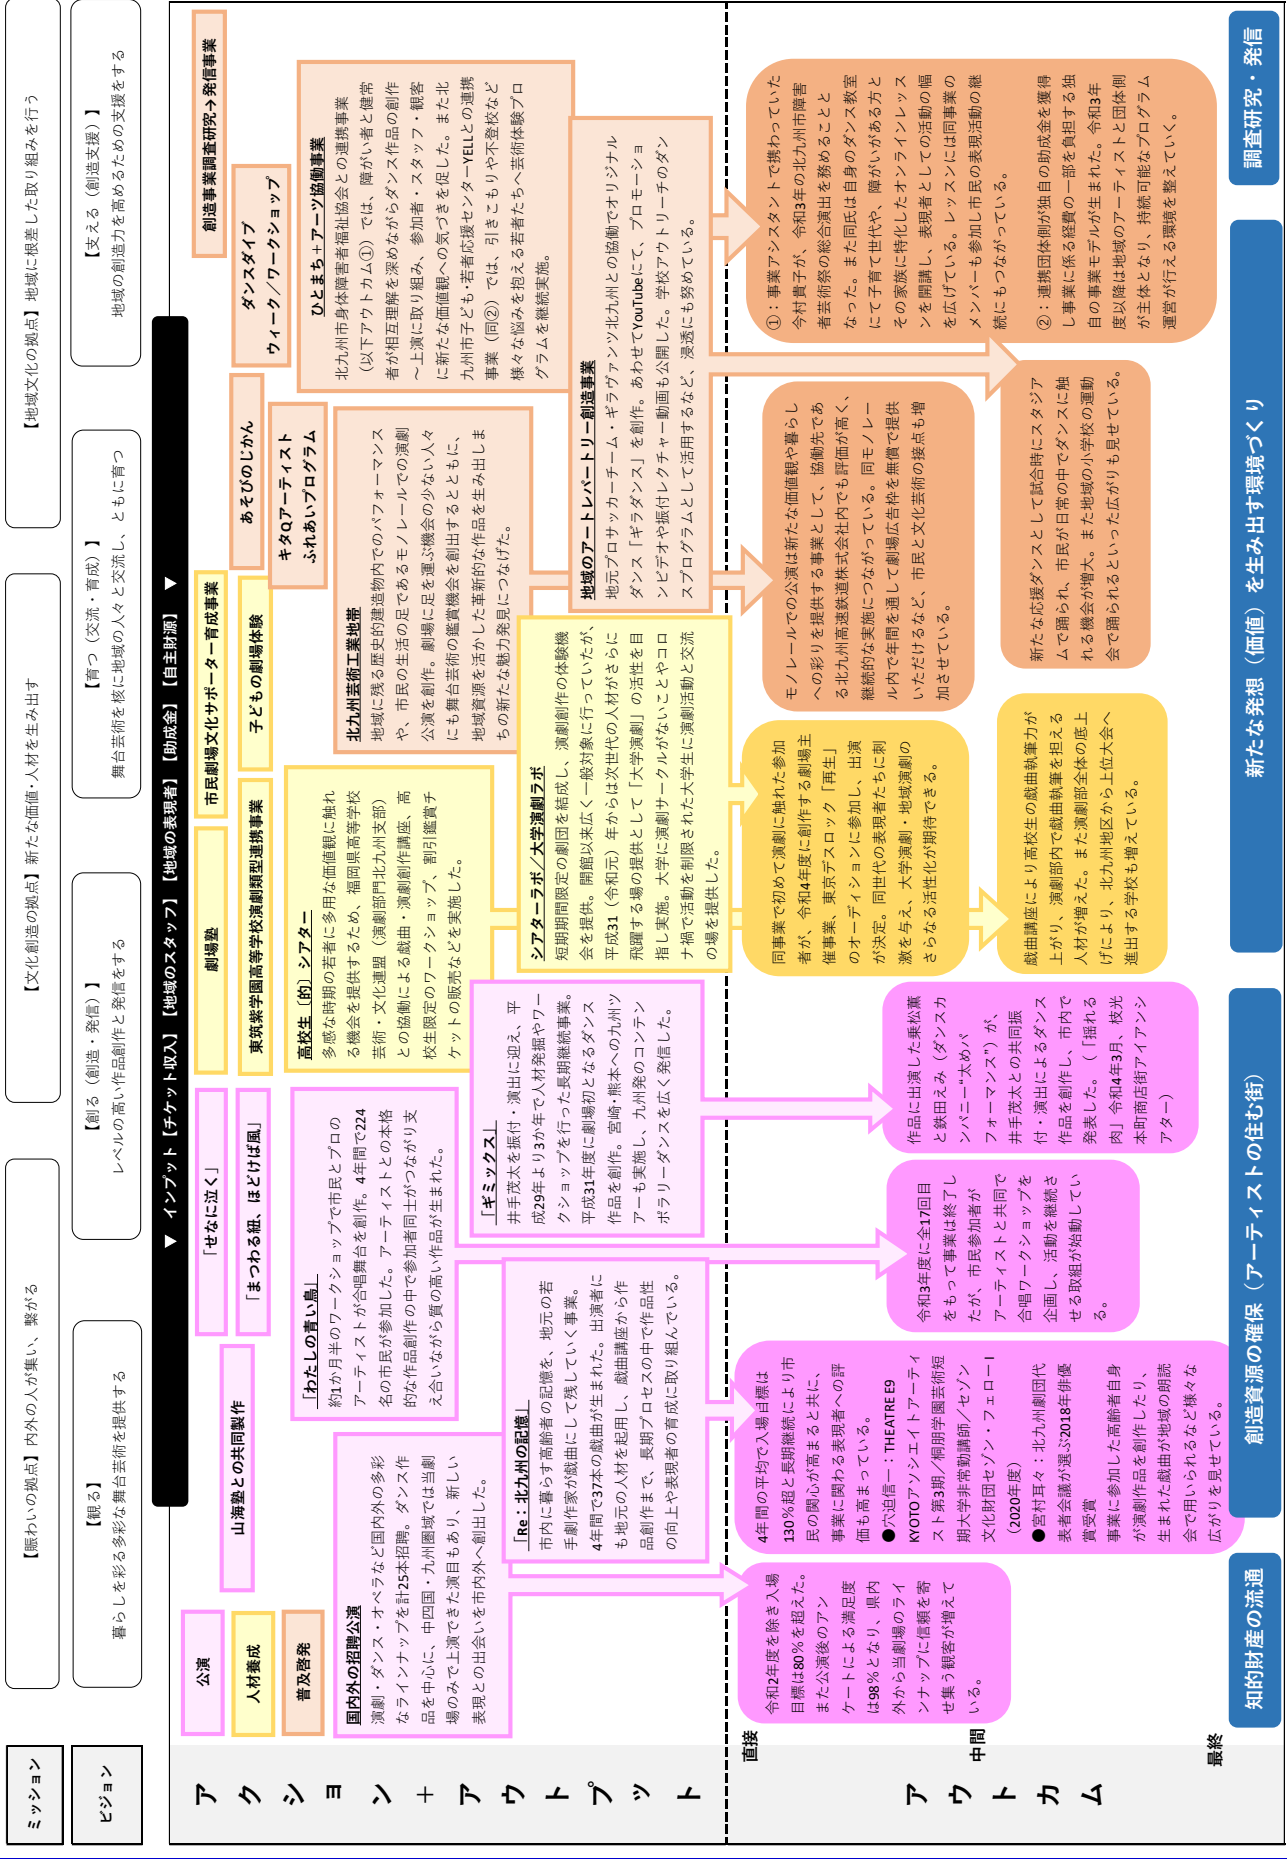 ミッション
【賑わいの拠点】内外の人が集い、繋がる
【文化創造の拠点】新たな価値・人材を生み出す
【地域文化の拠点】地域に根差した取り組みを行う
ビジョン
【観る】
暮らしを彩る多彩な舞台芸術を提供する
【創る（創造・発信）】
レベルの高い作品創作と発信をする
【育つ（交流・育成）】
舞台芸術を核に地域の人々と交流し、ともに育つ
【支える（創造支援）】
地域の創造力を高めるための支援をする
▼ インプット【チケット収入】【地域のスタッフ】【地域の表現者】【助成金】【自主財源】 ▼
アクション＋アウトプット
公演
人材養成
普及啓発
山海塾との共同製作
「せなに泣く」
「まつわる紐、ほどけば風」
劇場塾
市民劇場文化サポーター育成事業
東筑紫学園高等学校演劇類型連携事業
子どもの劇場体験
あそびのじかん
キタQアーティスト
ふれあいプログラム
創造事業調査研究→発信事業
ダンスダイブ
ウィーク／ワークショップ
国内外の招聘公演
演劇・ダンス・オペラなど国内外の多彩
なラインナップを計25本招聘。ダンス作
品を中心に、中四国・九州圏域では当劇
場のみで上演できた演目もあり、新しい
表現との出会いを市内外へ創出した。
「わたしの青い鳥」
約1か月半のワークショップで市民とプロの
アーティストが合唱舞台を創作。4年間で224
名の市民が参加した。アーティストとの本格
的な作品創作の中で参加者同士がつながり支
え合いながら質の高い作品が生まれた。
「Re：北九州の記憶」
市内に暮らす高齢者の記憶を、地元の若
手劇作家が戯曲にして残していく事業。
4年間で37本の戯曲が生まれた。出演者に
も地元の人材を起用し、戯曲講座から作
品創作まで、長期プロセスの中で作品性
の向上や表現者の育成に取り組んでいる。
「ギミックス」
井手茂太を振付・演出に迎え、平
成29年より3か年で人材発掘やワー
クショップを行った長期継続事業。
平成31年度に劇場初となるダンス
作品を創作。宮崎・熊本への九州ツ
アーも実施し、九州発のコンテン
ポラリーダンスを広く発信した。
高校生〔的〕シアター
多感な時期の若者に多用な価値観に触れ
る機会を提供するため、福岡県高等学校
芸術・文化連盟（演劇部門北九州支部）
との協働による戯曲・演劇創作講座、高
校生限定のワークショップ、割引鑑賞チ
ケットの販売などを実施した。
シアターラボ／大学演劇ラボ
短期期間限定の劇団を結成し、演劇創作の体験機
会を提供。開館以来広く一般対象に行っていたが、
平成31（令和元）年からは次世代の人材がさらに
飛躍する場の提供として「大学演劇」の活性を目
指し実施。大学に演劇サークルがないことやコロ
ナ禍で活動を制限された大学生に演劇活動と交流
の場を提供した。
北九州芸術工業地帯
地域に残る歴史的建造物内でのパフォーマンス
や、市民の生活の足であるモノレールでの演劇
公演を創作。劇場に足を運ぶ機会の少ない人々
にも舞台芸術の鑑賞機会を創出するとともに、
地域資源を活かした革新的な作品を生み出しま
ちの新たな魅力発見につなげた。
ひとまち＋アーツ協働事業
北九州市身体障害者福祉協会との連携事業
（以下アウトカム①）では、障がい者と健常
者が相互理解を深めながらダンス作品の創作
～上演に取り組み、参加者・スタッフ・観客
に新たな価値観への気づきを促した。また北
九州市子ども・若者応援センターYELLとの連携
事業（同②）では、引きこもりや不登校など
様々な悩みを抱える若者たちへ芸術体験プロ
グラムを継続実施。
地域のアートレパートリー創造事業
地元プロサッカーチーム・ギラヴァンツ北九州との協働でオリジナル
ダンス「ギラダンス」を創作。あわせてYouTubeにて、プロモーショ
ンビデオや振付レクチャー動画も公開した。学校アウトリーチのダン
スプログラムとして活用するなど、浸透にも努めている。
アウトカム
直接
中間
最終
令和2年度を除き入場
目標は80％を超えた。
また公演後のアン
ケートによる満足度
は98％となり、県内
外から当劇場のライ
ンナップに信頼を寄
せ集う観客が増えて
いる。
4年間の平均で入場目標は
130％超と長期継続により市
民の関心が高まると共に、
事業に関わる表現者への評
価も高まっている。
●穴迫信一：THEATRE E9
KYOTOアソシエイトアーティ
スト第3期／桐朋学園芸術短
期大学非常勤講師／セゾン
文化財団セゾン・フェローⅠ
（2020年度）
●宮村耳々：北九州劇団代
表者会議が選ぶ2018年俳優
賞受賞
事業に参加した高齢者自身
が演劇作品を創作したり、
生まれた戯曲が地域の朗読
会で用いられるなど様々な
広がりを見せている。
令和3年度に全17回目
をもって事業は終了し
たが、市民参加者が
アーティストと共同で
合唱ワークショップを
企画し、活動を継続さ
せる取組が始動してい
る。
作品に出演した乗松薫
と鉄田えみ（ダンスカ
ンパニー“太めパ
フォーマンス”）が、
井手茂太との共同振
付・演出によるダンス
作品を創作し、市内で
発表した。（「揺れる
肉」令和4年3月、枝光
本町商店街アイアンシ
アター）
同事業で初めて演劇に触れた参加
者が、令和4年度に創作する劇場主
催事業、東京デスロック「再生」
のオーディションに参加し、出演
が決定。同世代の表現者たちに刺
激を与え、大学演劇・地域演劇の
さらなる活性化が期待できる。
戯曲講座により高校生の戯曲執筆力が
上がり、演劇部内で戯曲執筆を担える
人材が増えた。また演劇部全体の底上
げにより、北九州地区から上位大会へ
進出する学校も増えている。
モノレールでの公演は新たな価値観や暮らし
への彩りを提供する事業として、協働先であ
る北九州高速鉄道株式会社内でも評価が高く、
継続的な実施につながっている。同モノレー
ル内で年間を通して劇場広告枠を無償で提供
いただけるなど、市民と文化芸術の接点も増
加させている。
新たな応援ダンスとして試合時にスタジア
ムで踊られ、市民が日常の中でダンスに触
れる機会が増大。また地域の小学校の運動
会で踊られるといった広がりも見せている。
①：事業アシスタントで携わっていた
今村貴子が、令和3年の北九州市障害
者芸術祭の総合演出を務めることと
なった。また同氏は自身のダンス教室
にて子育て世代や、障がいがある方と
その家族に特化したオンラインレッス
ンを開講し、表現者としての活動の幅
を広げている。レッスンには同事業の
メンバーも参加し市民の表現活動の継
続にもつながっている。
②：連携団体側が独自の助成金を獲得
し事業に係る経費の一部を負担する独
自の事業モデルが生まれた。令和3年
度以降は地域のアーティストと団体側
が主体となり、持続可能なプログラム
運営が行える環境を整えていく。
知的財産の流通
創造資源の確保（アーティストの住む街）
新たな発想（価値）を生み出す環境づくり
調査研究・発信